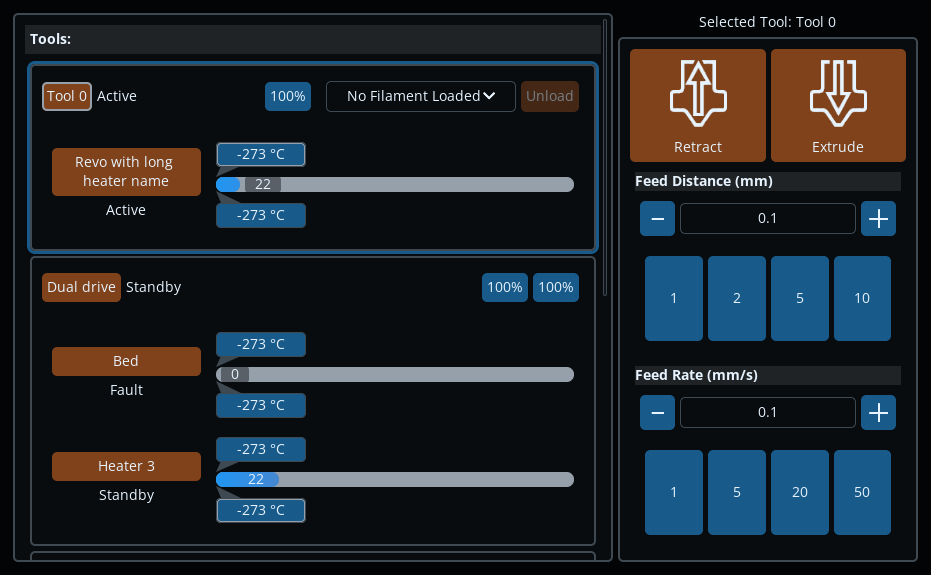 Selected Tool: Tool 0
Tools:
Tool 0 Active 100% No Filament Loaded Unload
-273 °C
Revo with long
heater name
22
Active
-273 °C
Dual drive Standby 100% 100%
-273 °C
Bed
0
Fault
-273 °C
-273 °C
Heater 3
22
Standby
-273 °C
Retract Extrude
Feed Distance (mm)
− 0.1 +
1 2 5 10
Feed Rate (mm/s)
− 0.1 +
1 5 20 50